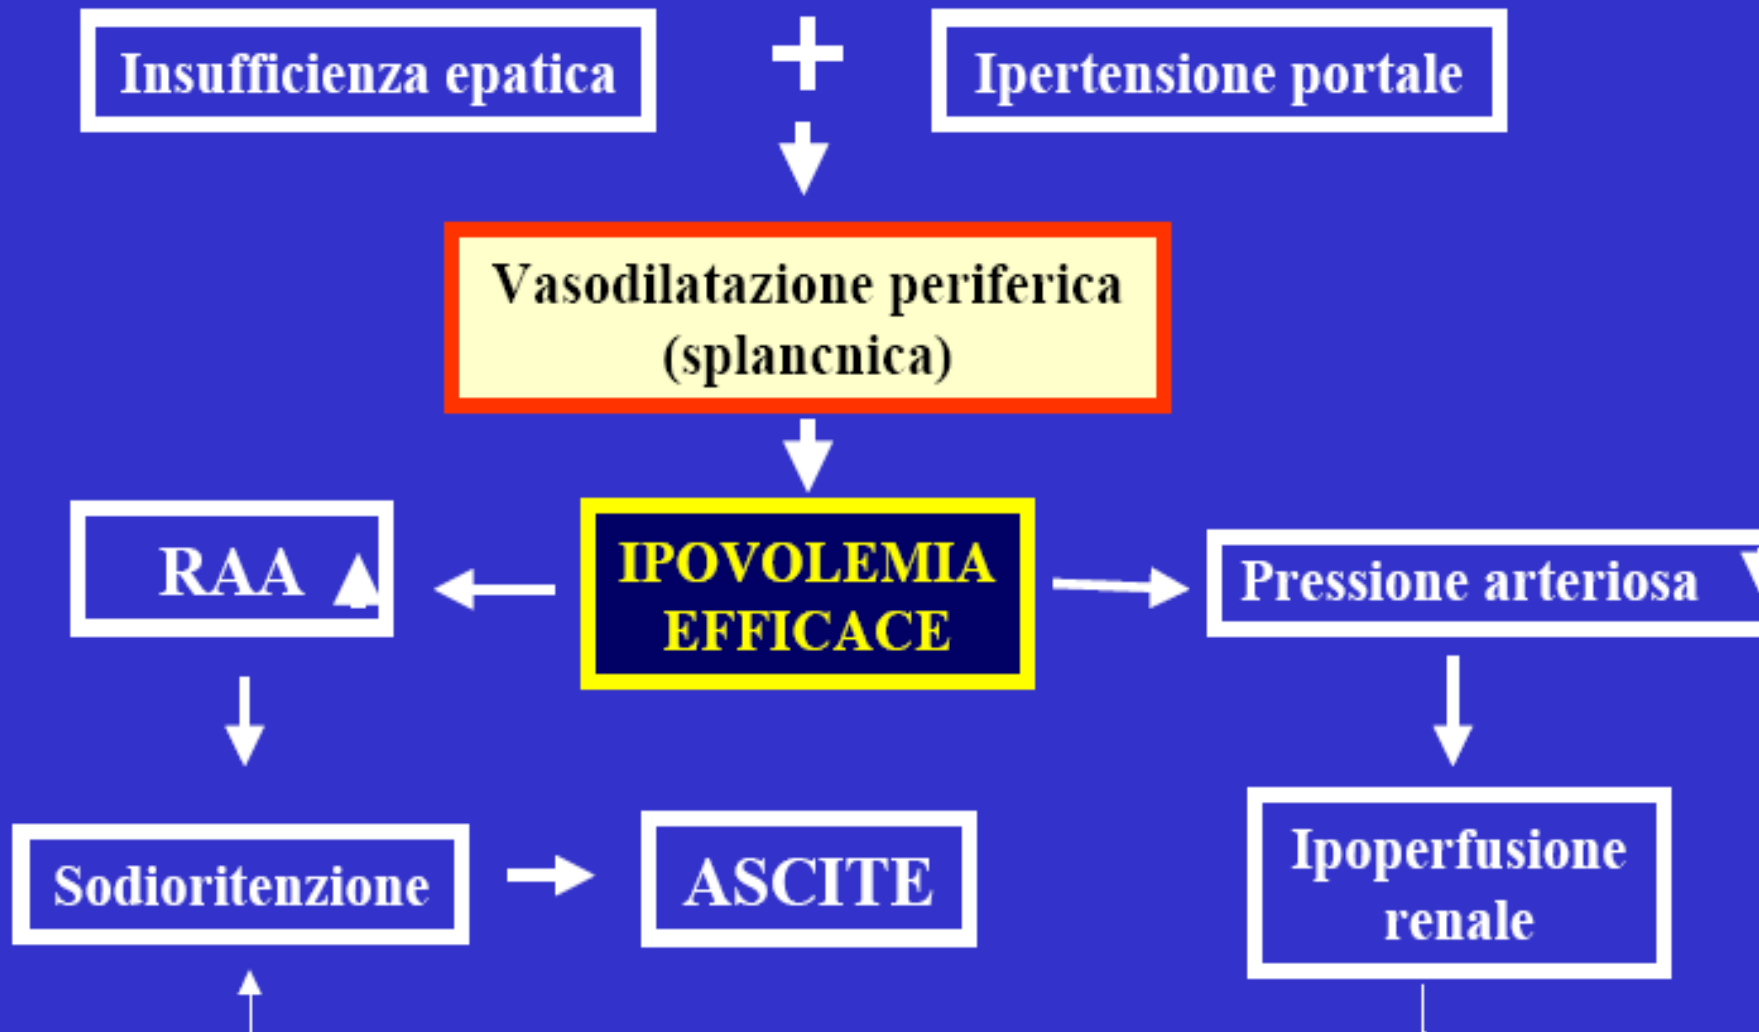 Insufficienza epatica
+
Ipertensione portale
Vasodilatazione periferica
(splancnica)
RAA
IPOVOLEMIA
EFFICACE
Pressione arteriosa
Sodioritenzione
ASCITE
Ipoperfusione
renale